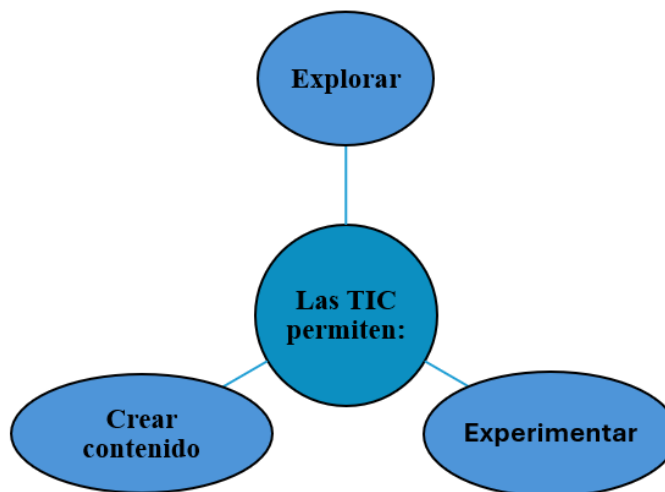 Explorar
Las TIC
permiten:
Crear
contenido
Experimentar